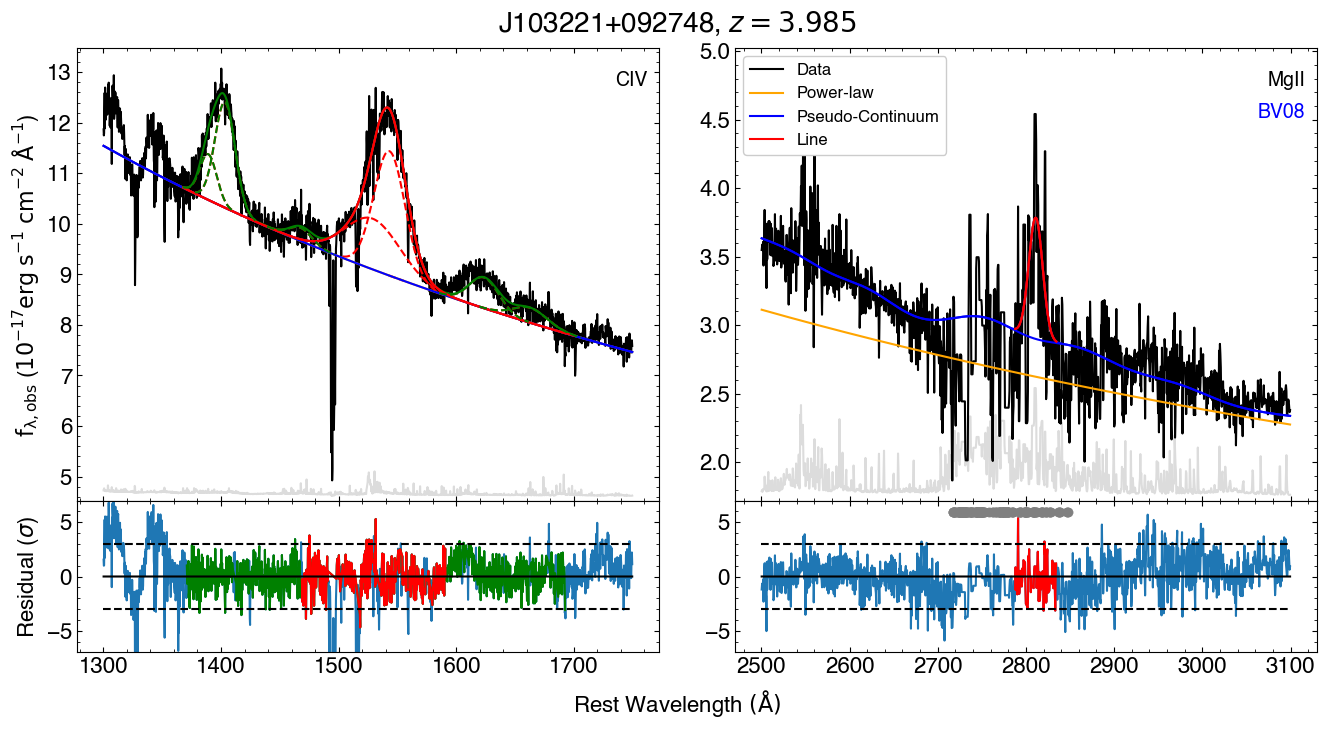 J103221+092748, z = 3.985
CIV
MgII
BV08
Data
Power-law
Pseudo-Continuum
Line
f_λ,obs (10⁻¹⁷ erg s⁻¹ cm⁻² Å⁻¹)
13
12
11
10
9
8
7
6
5
5.0
4.5
4.0
3.5
3.0
2.5
2.0
Residual (σ)
5
0
−5
5
0
−5
1300 1400 1500 1600 1700
2500 2600 2700 2800 2900 3000 3100
Rest Wavelength (Å)